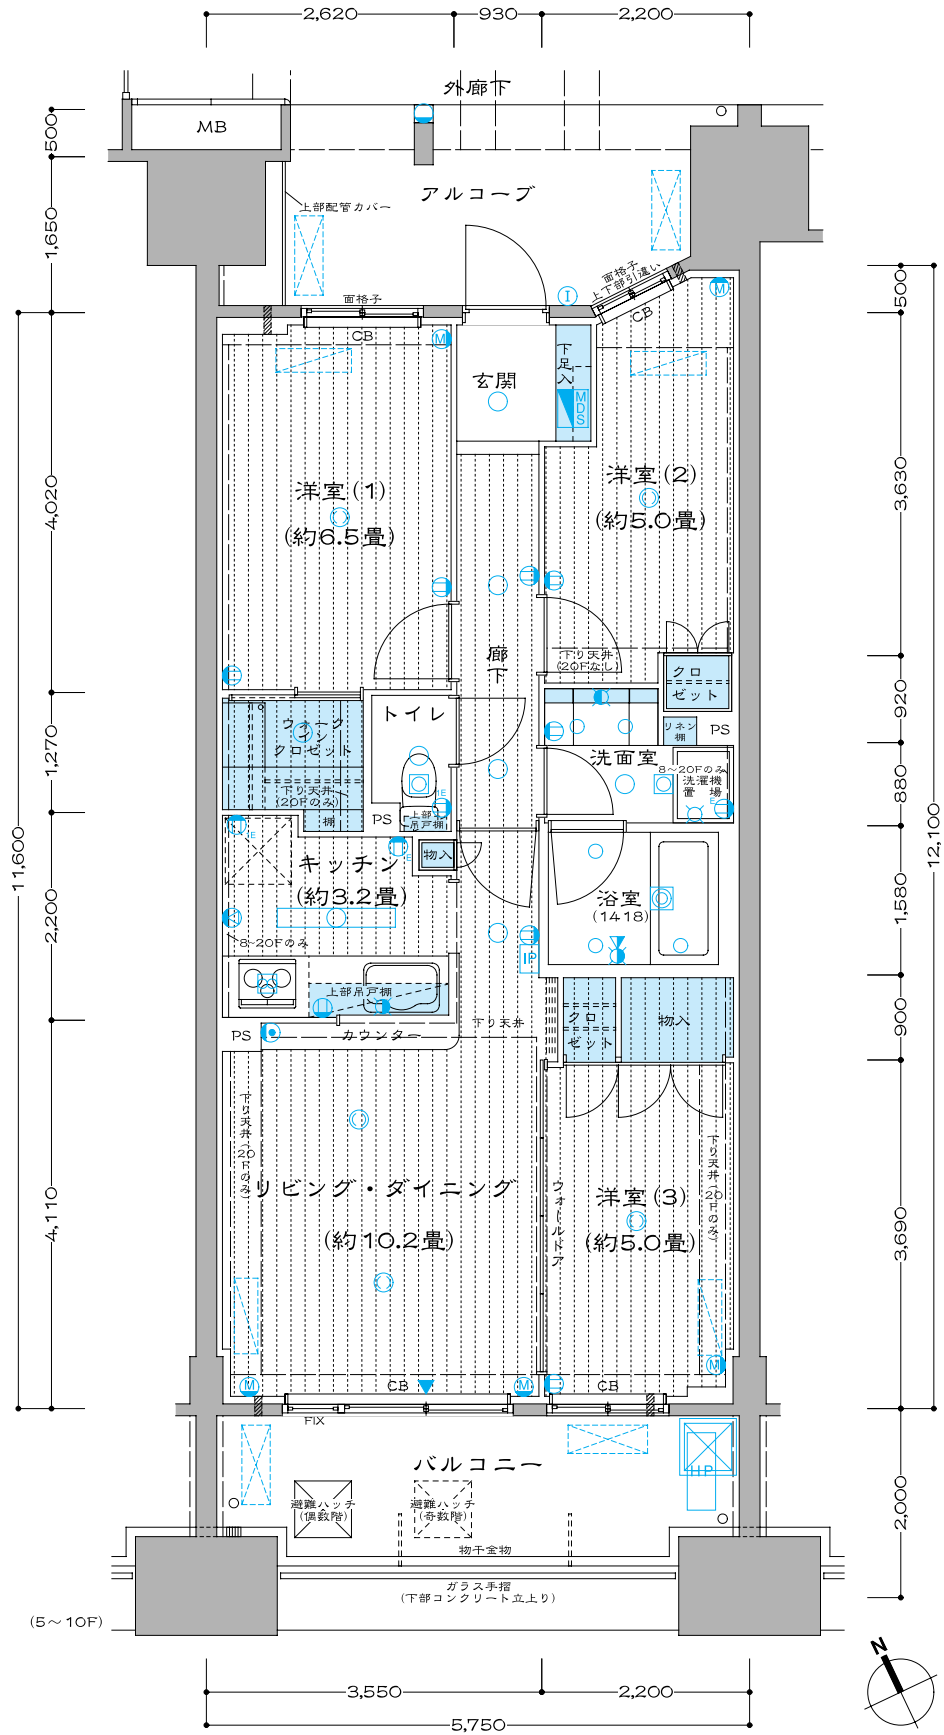 2,620
930
2,200
外廊下
MB
500
1,650
アルコーブ
上部配管カバー
面格子
上下部引違い
CB
面格子
CB
I
M
M
500
下足入
玄関
MDS
4,020
3,630
洋室(1)
(約6.5畳)
洋室(2)
(約5.0畳)
廊下
下り天井
(20Fなし)
クロ
ゼット
920
トイレ
ウォーク
イン
クロゼット
リネン
棚
PS
1,270
洗面室
8～20Fのみ
洗濯機
置場
E
880
下り天井
(20Fのみ)
棚
PS
上部
吊戸棚
1E
E
E
物入
キッチン
(約3.2畳)
11,600
12,100
2,200
浴室
(1418)
1,580
8~20Fのみ
IP
上部吊戸棚
下り天井
クロ
ゼット
物入
900
PS
カウンター
下り天井(20Fのみ)
下り天井(20Fのみ)
リビング・ダイニング
(約10.2畳)
ウォールドア
洋室(3)
(約5.0畳)
4,110
3,690
M
M
M
CB
CB
FIX
バルコニー
HP
避難ハッチ
(偶数階)
避難ハッチ
(奇数階)
2,000
物干金物
ガラス手摺
(下部コンクリート立上り)
(5～10F)
N
3,550
2,200
5,750